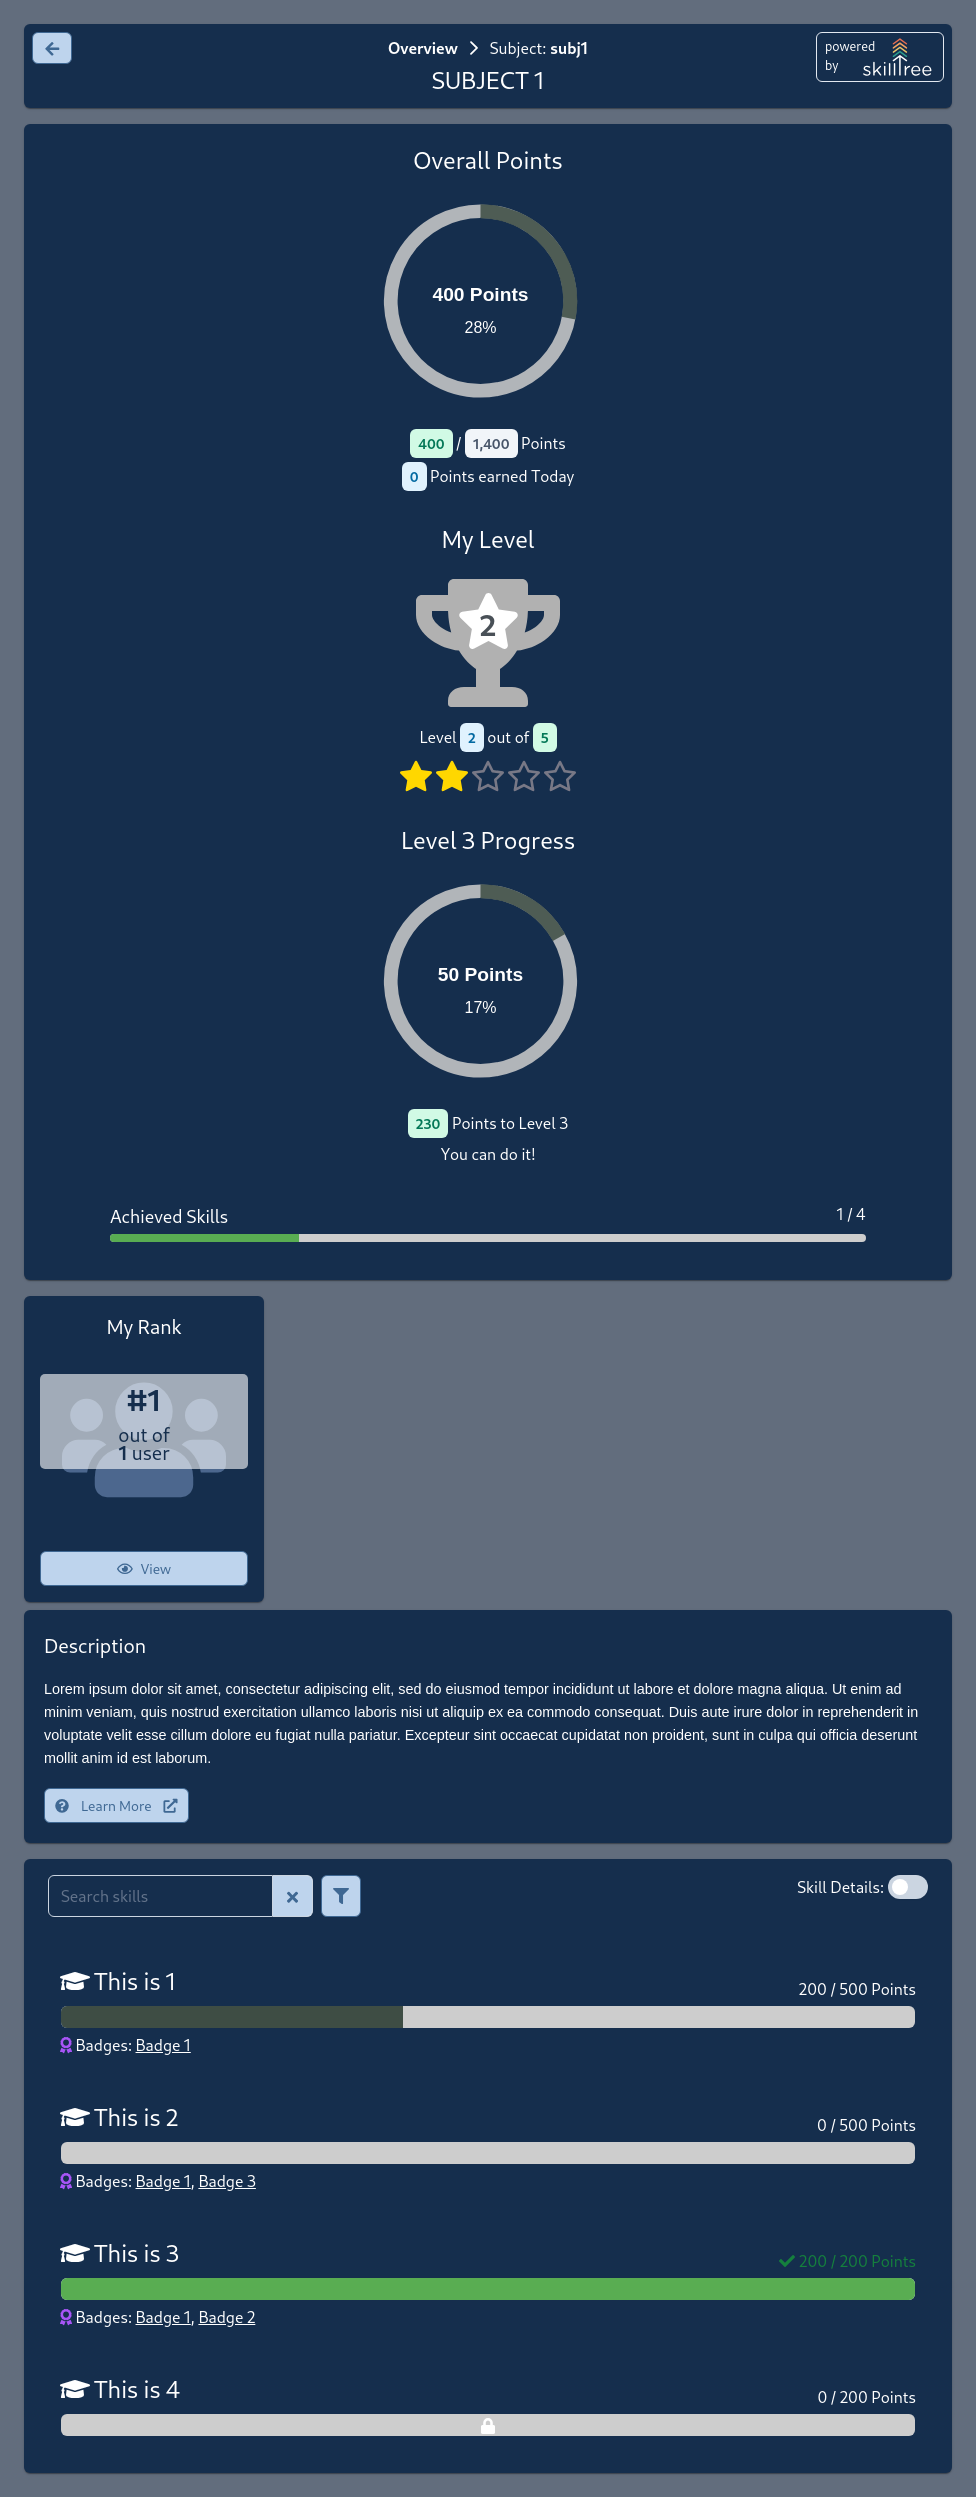 Overview > Subject: subj1
SUBJECT 1
powered
by
skilltree
Overall Points
400 Points
28%
400 / 1,400 Points
0 Points earned Today
My Level
2
Level 2 out of 5
Level 3 Progress
50 Points
17%
230 Points to Level 3
You can do it!
Achieved Skills 1 / 4
My Rank
#1
out of
1 user
View
Description
Lorem ipsum dolor sit amet, consectetur adipiscing elit, sed do eiusmod tempor incididunt ut labore et dolore magna aliqua. Ut enim ad
minim veniam, quis nostrud exercitation ullamco laboris nisi ut aliquip ex ea commodo consequat. Duis aute irure dolor in reprehenderit in
voluptate velit esse cillum dolore eu fugiat nulla pariatur. Excepteur sint occaecat cupidatat non proident, sunt in culpa qui officia deserunt
mollit anim id est laborum.
Learn More
Search skills
Skill Details:
This is 1
200 / 500 Points
Badges: Badge 1
This is 2
0 / 500 Points
Badges: Badge 1, Badge 3
This is 3
200 / 200 Points
Badges: Badge 1, Badge 2
This is 4
0 / 200 Points